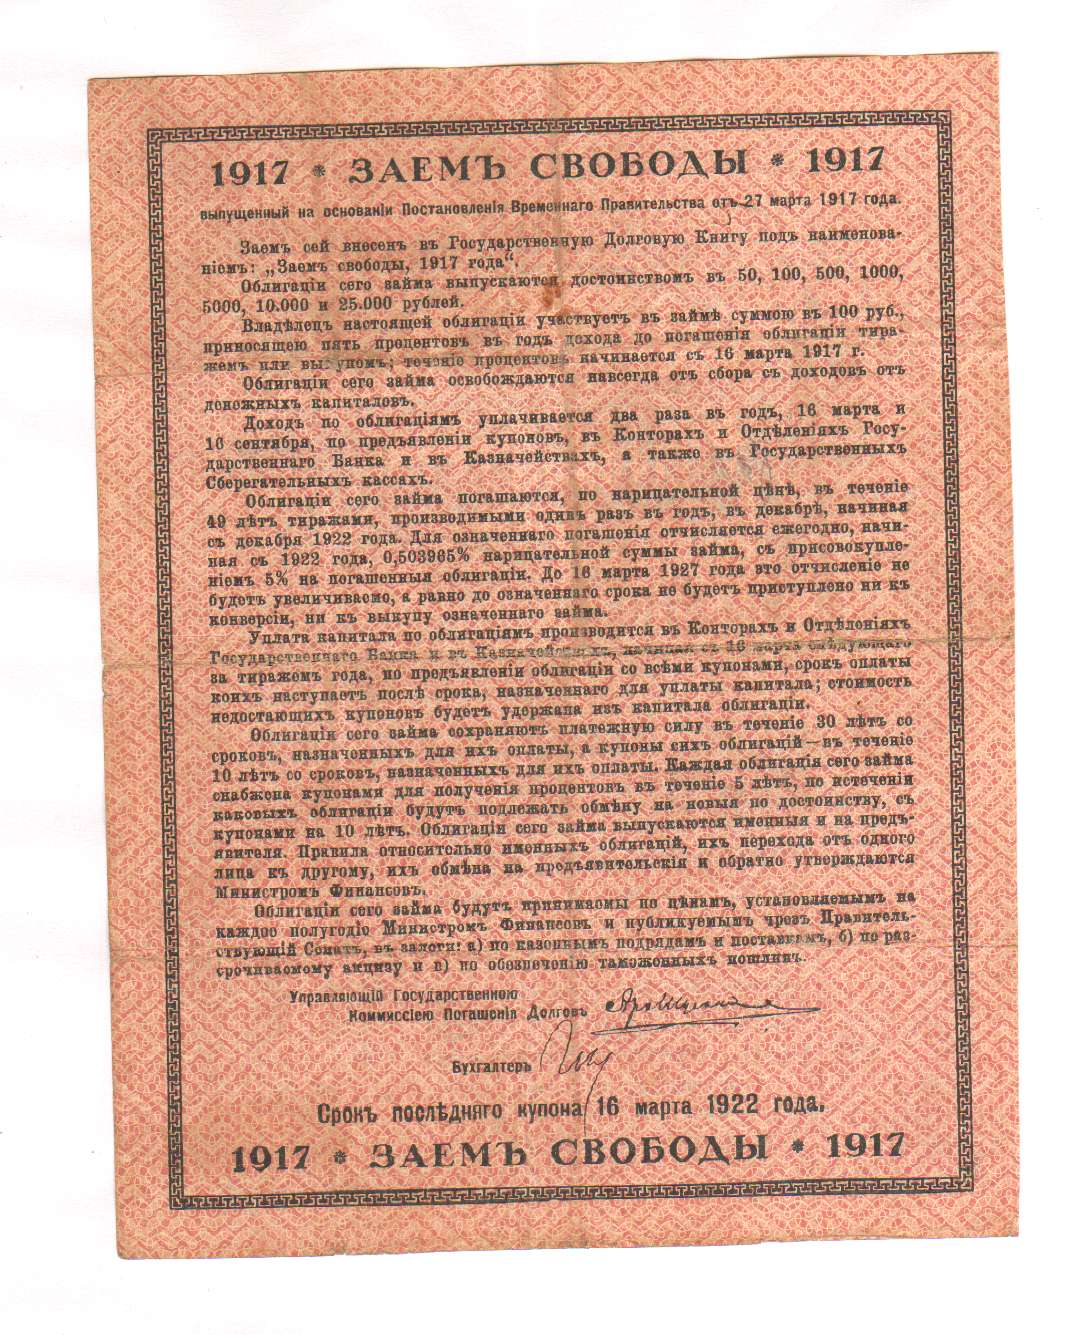 1917 * ЗАЕМЪ СВОБОДЫ * 1917
выпущенный на основаніи Постановленія Временнаго Правительства отъ 27 марта 1917 года.
Заемъ сей внесенъ въ Государственную Долговую Книгу подъ наименова-
ніемъ: „Заемъ свободы, 1917 года“.
Облигаціи сего займа выпускаются достоинствомъ въ 50, 100, 500, 1000,
5000, 10.000 и 25.000 рублей.
Владѣлецъ настоящей облигаціи участвуетъ въ займѣ суммою въ 100 руб.,
приносящею пять процентовъ въ годъ дохода до погашенія облигаціи тира-
жемъ или выкупомъ; теченіе процентовъ начинается съ 16 марта 1917 г.
Облигаціи сего займа освобождаются навсегда отъ сбора съ доходовъ отъ
денежныхъ капиталовъ.
Доходъ по облигаціямъ уплачивается два раза въ годъ, 16 марта и
16 сентября, по предъявленіи купоновъ, въ Конторахъ и Отдѣленіяхъ Госу-
дарственнаго Банка и въ Казначействахъ, а также въ Государственныхъ
Сберегательныхъ кассахъ.
Облигаціи сего займа погашаются, по нарицательной цѣнѣ, въ теченіе
49 лѣтъ тиражами, производимыми одинъ разъ въ годъ, въ декабрѣ, начиная
съ декабря 1922 года. Для означеннаго погашенія отчисляется ежегодно, начи-
ная съ 1922 года, 0,503965% нарицательной суммы займа, съ присовокупле-
ніемъ 5% на погашенныя облигаціи. До 16 марта 1927 года это отчисленіе не
будетъ увеличиваемо, а равно до означеннаго срока не будетъ приступлено ни къ
конверсіи, ни къ выкупу означеннаго займа.
Уплата капитала по облигаціямъ производится въ Конторахъ и Отдѣленіяхъ
Государственнаго Банка и въ Казначействахъ, начиная съ 16 марта слѣдующаго
за тиражемъ года, по предъявленіи облигаціи со всѣми купонами, срокъ оплаты
коихъ наступаетъ послѣ срока, назначеннаго для уплаты капитала; стоимость
недостающихъ купоновъ будетъ удержана изъ капитала облигаціи.
Облигаціи сего займа сохраняютъ платежную силу въ теченіе 30 лѣтъ со
сроковъ, назначенныхъ для ихъ оплаты, а купоны сихъ облигацій—въ теченіе
10 лѣтъ со сроковъ, назначенныхъ для ихъ оплаты. Каждая облигація сего займа
снабжена купонами для полученія процентовъ въ теченіе 5 лѣтъ, по истеченіи
каковыхъ облигаціи будутъ подлежать обмѣну на новыя по достоинству, съ
купонами на 10 лѣтъ. Облигаціи сего займа выпускаются именныя и на предъ-
явителя. Правила относительно именныхъ облигацій, ихъ перехода отъ одного
лица къ другому, ихъ обмѣна на предъявительскія и обратно утверждаются
Министромъ Финансовъ.
Облигаціи сего займа будутъ принимаемы по цѣнамъ, установляемымъ на
каждое полугодіе Министромъ Финансовъ и публикуемымъ чрезъ Правитель-
ствующій Сенатъ, въ залоги: а) по казеннымъ подрядамъ и поставкамъ, б) по раз-
срочиваемому акцизу и в) по обезпеченію таможенныхъ пошлинъ.
Управляющій Государственною
Коммиссіею Погашенія Долговъ
Бухгалтеръ
Срокъ послѣдняго купона 16 марта 1922 года.
1917 * ЗАЕМЪ СВОБОДЫ * 1917